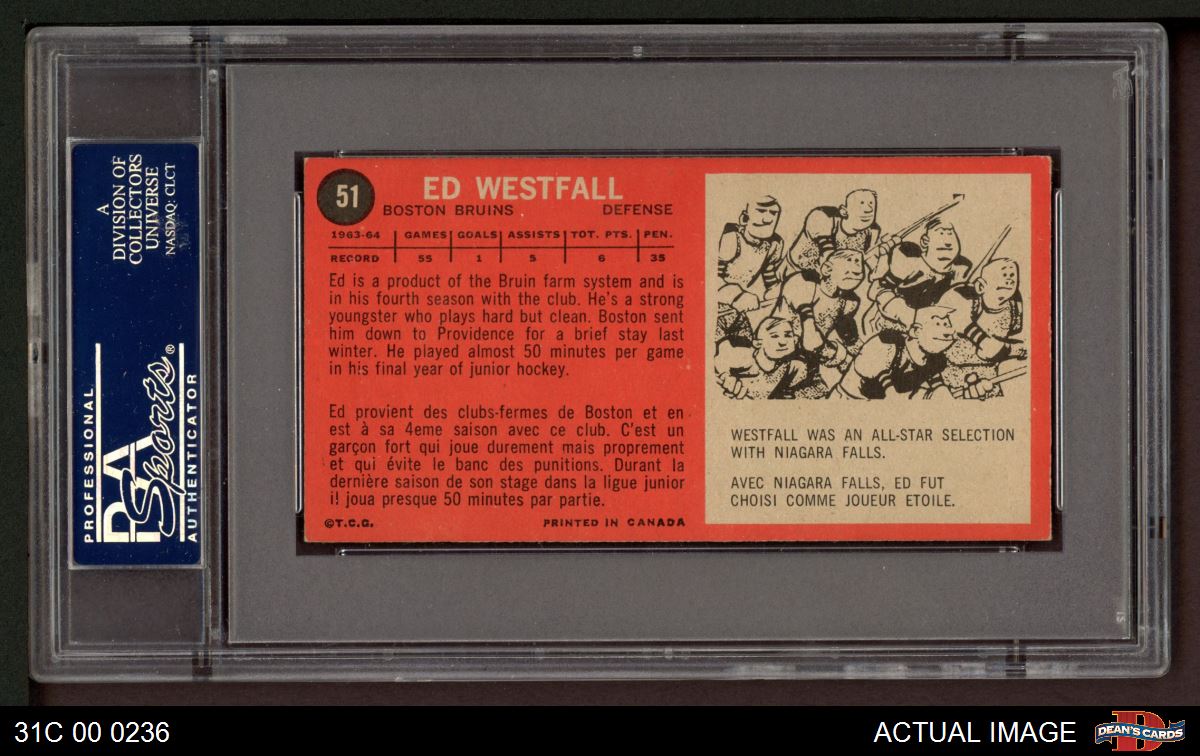 A
DIVISION OF
COLLECTORS
UNIVERSE
NASDAQ: CLCT
PROFESSIONAL
PSA
Sports®
AUTHENTICATOR
51
ED WESTFALL
BOSTON BRUINS DEFENSE
1963-64 GAMES GOALS ASSISTS TOT. PTS. PEN.
RECORD 55 1 5 6 35
Ed is a product of the Bruin farm system and is
in his fourth season with the club. He's a strong
youngster who plays hard but clean. Boston sent
him down to Providence for a brief stay last
winter. He played almost 50 minutes per game
in his final year of junior hockey.
Ed provient des clubs-fermes de Boston et en
est à sa 4eme saison avec ce club. C'est un
garçon fort qui joue durement mais proprement
et qui évite le banc des punitions. Durant la
dernière saison de son stage dans la ligue junior
il joua presque 50 minutes par partie.
©T.C.G. PRINTED IN CANADA
WESTFALL WAS AN ALL-STAR SELECTION
WITH NIAGARA FALLS.
AVEC NIAGARA FALLS, ED FUT
CHOISI COMME JOUEUR ETOILE.
31C 00 0236
ACTUAL IMAGE
D
DEAN'S CARDS